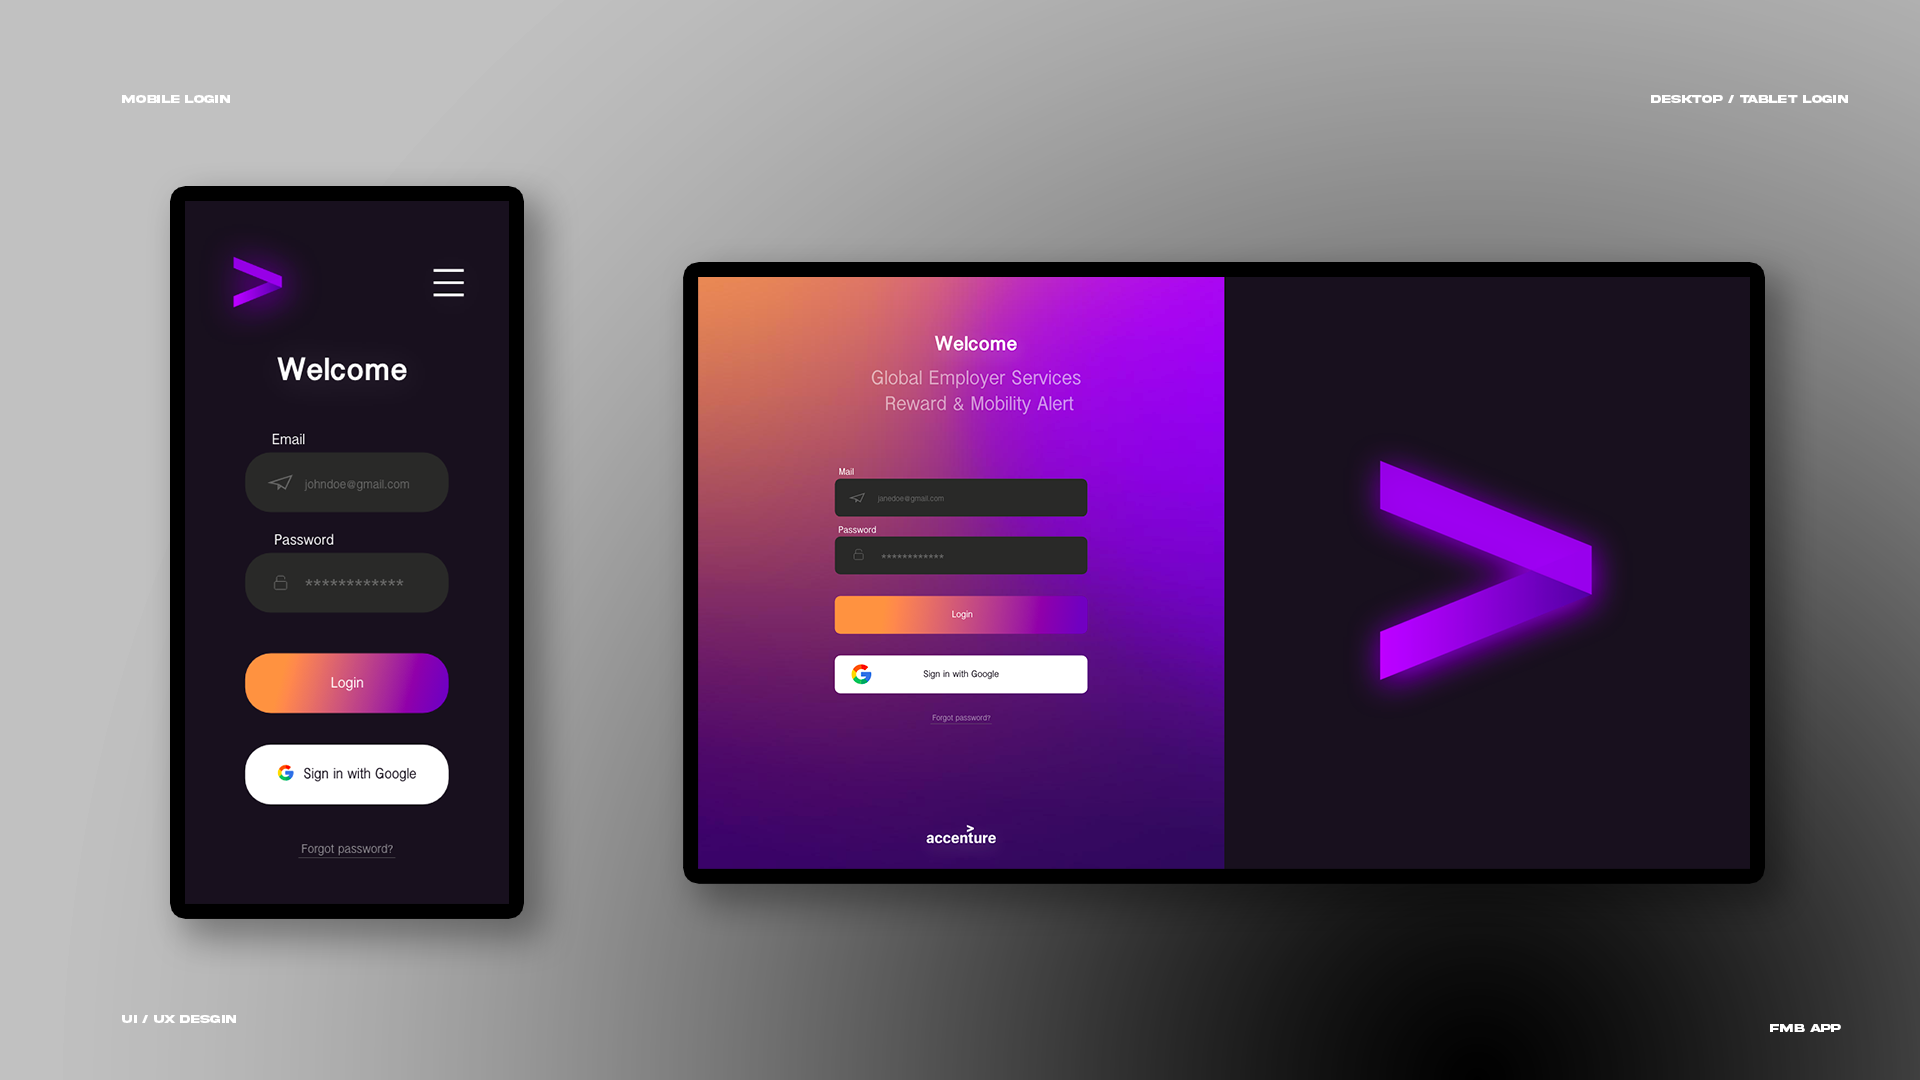 MOBILE LOGIN
DESKTOP / TABLET LOGIN
Welcome
Email
johndoe@gmail.com
Password
************
Login
Sign in with Google
Forgot password?
Welcome
Global Employer Services
Reward & Mobility Alert
Mail
janedoe@gmail.com
Password
************
Login
Sign in with Google
Forgot password?
accenture
UI / UX DESGIN
FMB APP